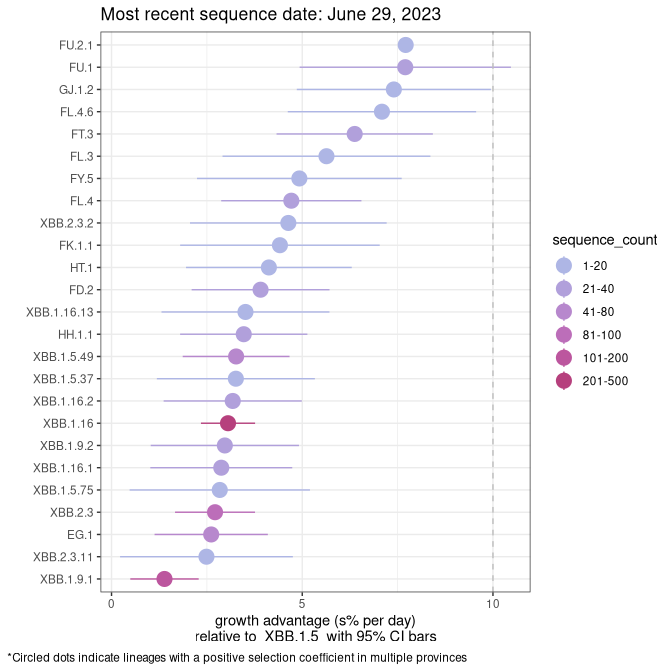 Most recent sequence date: June 29, 2023
FU.2.1
FU.1
GJ.1.2
FL.4.6
FT.3
FL.3
FY.5
FL.4
XBB.2.3.2
FK.1.1
HT.1
FD.2
XBB.1.16.13
HH.1.1
XBB.1.5.49
XBB.1.5.37
XBB.1.16.2
XBB.1.16
XBB.1.9.2
XBB.1.16.1
XBB.1.5.75
XBB.2.3
EG.1
XBB.2.3.11
XBB.1.9.1
0 5 10
growth advantage (s% per day)
relative to  XBB.1.5  with 95% CI bars
sequence_count
1-20
21-40
41-80
81-100
101-200
201-500
*Circled dots indicate lineages with a positive selection coefficient in multiple provinces